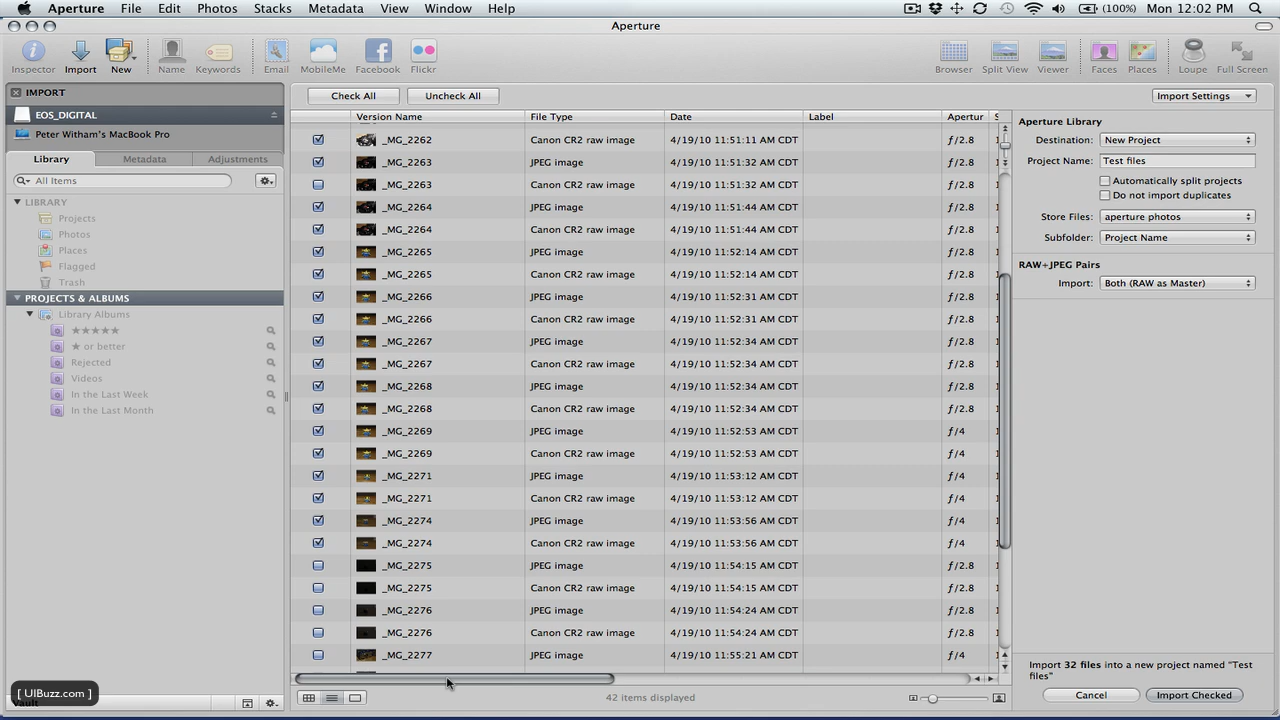 Aperture File Edit Photos Stacks Metadata View Window Help (100%) Mon 12:02 PM
Aperture
Inspector Import New Name Keywords Email MobileMe Facebook Flickr Browser Split View Viewer Faces Places Loupe Full Screen
IMPORT
EOS_DIGITAL
Peter Witham's MacBook Pro
Library Metadata Adjustments
All Items
LIBRARY
Projects
Photos
Places
Flagged
Trash
PROJECTS & ALBUMS
Library Albums
★★★★★
★ or better
Rejected
Videos
In the Last Week
In the Last Month
[ UIBuzz.com ]
Vault
Check All Uncheck All Import Settings
Version Name File Type Date Label Apertur S
_MG_2262 Canon CR2 raw image 4/19/10 11:51:11 AM CDT ƒ/2.8
_MG_2263 JPEG image 4/19/10 11:51:32 AM CDT ƒ/2.8
_MG_2263 Canon CR2 raw image 4/19/10 11:51:32 AM CDT ƒ/2.8
_MG_2264 JPEG image 4/19/10 11:51:44 AM CDT ƒ/2.8
_MG_2264 Canon CR2 raw image 4/19/10 11:51:44 AM CDT ƒ/2.8
_MG_2265 JPEG image 4/19/10 11:52:14 AM CDT ƒ/2.8
_MG_2265 Canon CR2 raw image 4/19/10 11:52:14 AM CDT ƒ/2.8
_MG_2266 JPEG image 4/19/10 11:52:31 AM CDT ƒ/2.8
_MG_2266 Canon CR2 raw image 4/19/10 11:52:31 AM CDT ƒ/2.8
_MG_2267 JPEG image 4/19/10 11:52:34 AM CDT ƒ/2.8
_MG_2267 Canon CR2 raw image 4/19/10 11:52:34 AM CDT ƒ/2.8
_MG_2268 JPEG image 4/19/10 11:52:34 AM CDT ƒ/2.8
_MG_2268 Canon CR2 raw image 4/19/10 11:52:34 AM CDT ƒ/2.8
_MG_2269 JPEG image 4/19/10 11:52:53 AM CDT ƒ/4
_MG_2269 Canon CR2 raw image 4/19/10 11:52:53 AM CDT ƒ/4
_MG_2271 JPEG image 4/19/10 11:53:12 AM CDT ƒ/4
_MG_2271 Canon CR2 raw image 4/19/10 11:53:12 AM CDT ƒ/4
_MG_2274 JPEG image 4/19/10 11:53:56 AM CDT ƒ/4
_MG_2274 Canon CR2 raw image 4/19/10 11:53:56 AM CDT ƒ/4
_MG_2275 JPEG image 4/19/10 11:54:15 AM CDT ƒ/2.8
_MG_2275 Canon CR2 raw image 4/19/10 11:54:15 AM CDT ƒ/2.8
_MG_2276 JPEG image 4/19/10 11:54:24 AM CDT ƒ/2.8
_MG_2276 Canon CR2 raw image 4/19/10 11:54:24 AM CDT ƒ/2.8
_MG_2277 JPEG image 4/19/10 11:55:21 AM CDT ƒ/4
42 items displayed
Aperture Library
Destination: New Project
Project Name: Test files
Automatically split projects
Do not import duplicates
Store Files: aperture photos
Subfolder: Project Name
RAW+JPEG Pairs
Import: Both (RAW as Master)
Import 32 files into a new project named "Test
files"
Cancel Import Checked